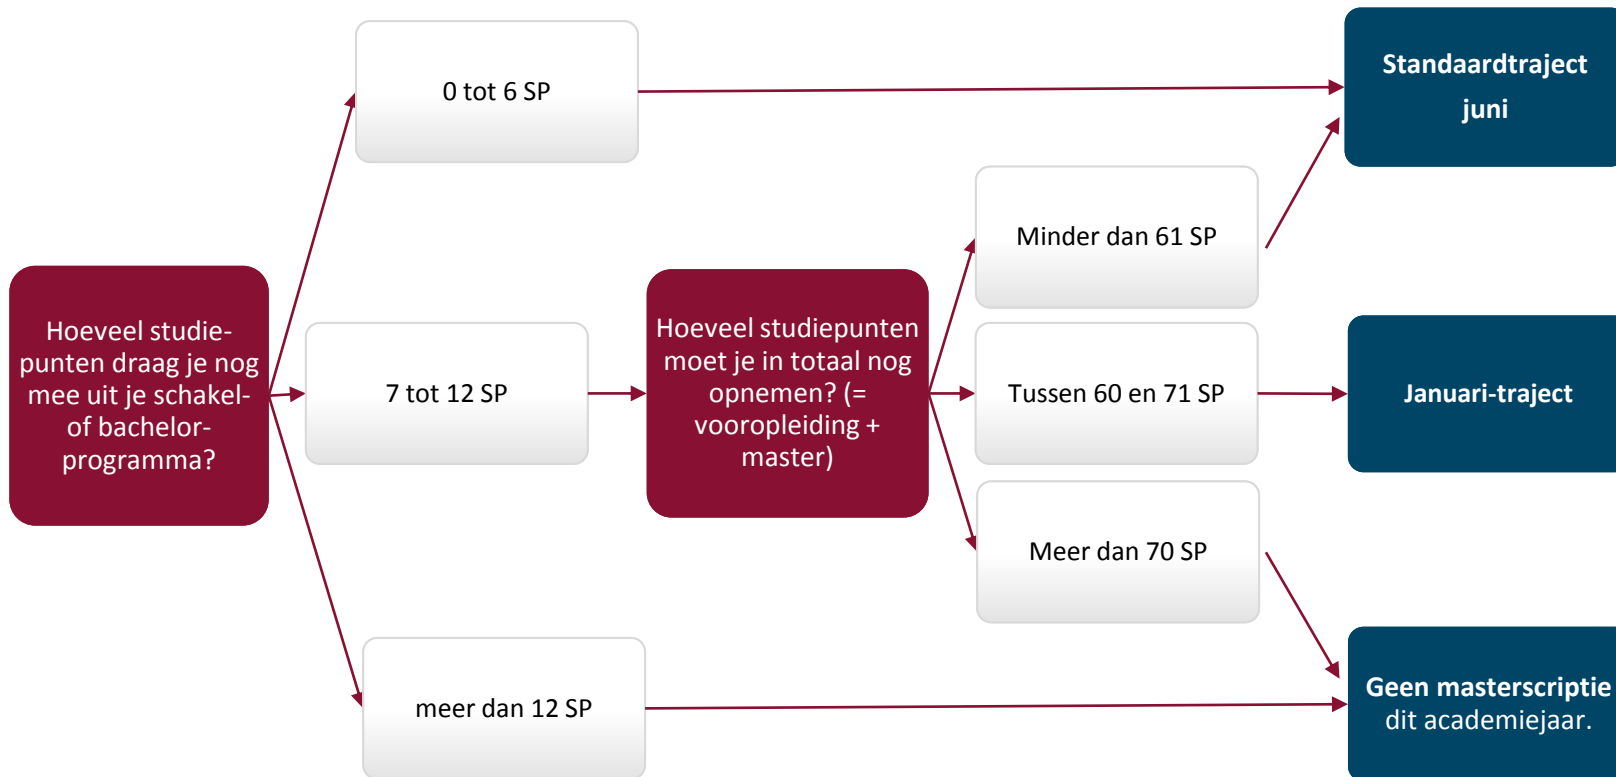 Hoeveel studie-
punten draag je nog
mee uit je schakel-
of bachelor-
programma?
0 tot 6 SP
7 tot 12 SP
meer dan 12 SP
Hoeveel studiepunten
moet je in totaal nog
opnemen? (=
vooropleiding +
master)
Minder dan 61 SP
Tussen 60 en 71 SP
Meer dan 70 SP
Standaardtraject
juni
Januari-traject
Geen masterscriptie
dit academiejaar.